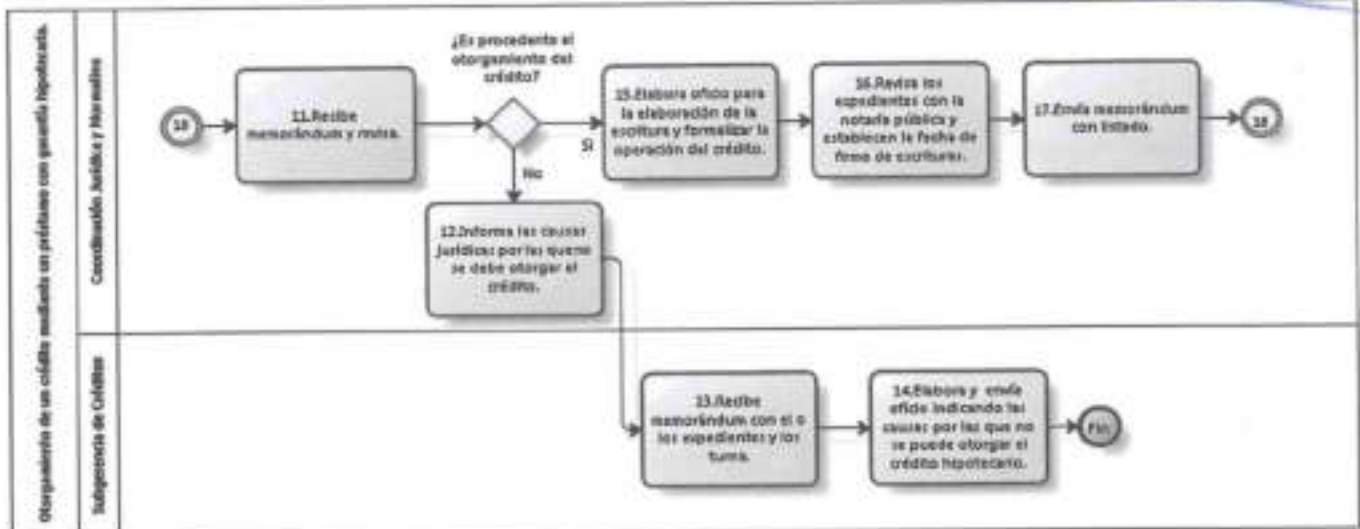 Otorgamiento de un crédito mediante un préstamo con garantía hipotecaria.
Coordinación Jurídica y Normativa
10
11.Recibe
memorándum y revisa.
¿Es procedente el
otorgamiento del
crédito?
Si
No
15.Elabora oficio para
la elaboración de la
escritura y formalizar la
operación del crédito.
16.Revisa los
expedientes con la
notaría pública y
establecen la fecha de
firma de escrituras.
17.Envía memorándum
con listado.
18
12.Informa las causas
jurídicas por las que no
se debe otorgar el
crédito.
Subgerencia de Créditos
13.Recibe
memorándum con el o
los expedientes y los
turna.
14.Elabora y envía
oficio indicando las
causas por las que no
se puede otorgar el
crédito hipotecario.
Fin